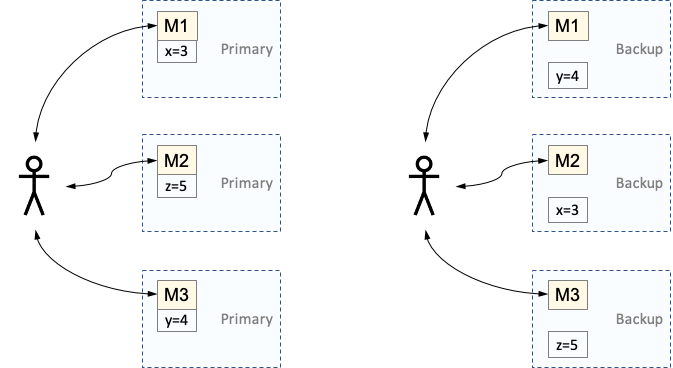 M1
x=3
Primary
M2
z=5
Primary
M3
y=4
Primary
M1
Backup
y=4
M2
Backup
x=3
M3
Backup
z=5